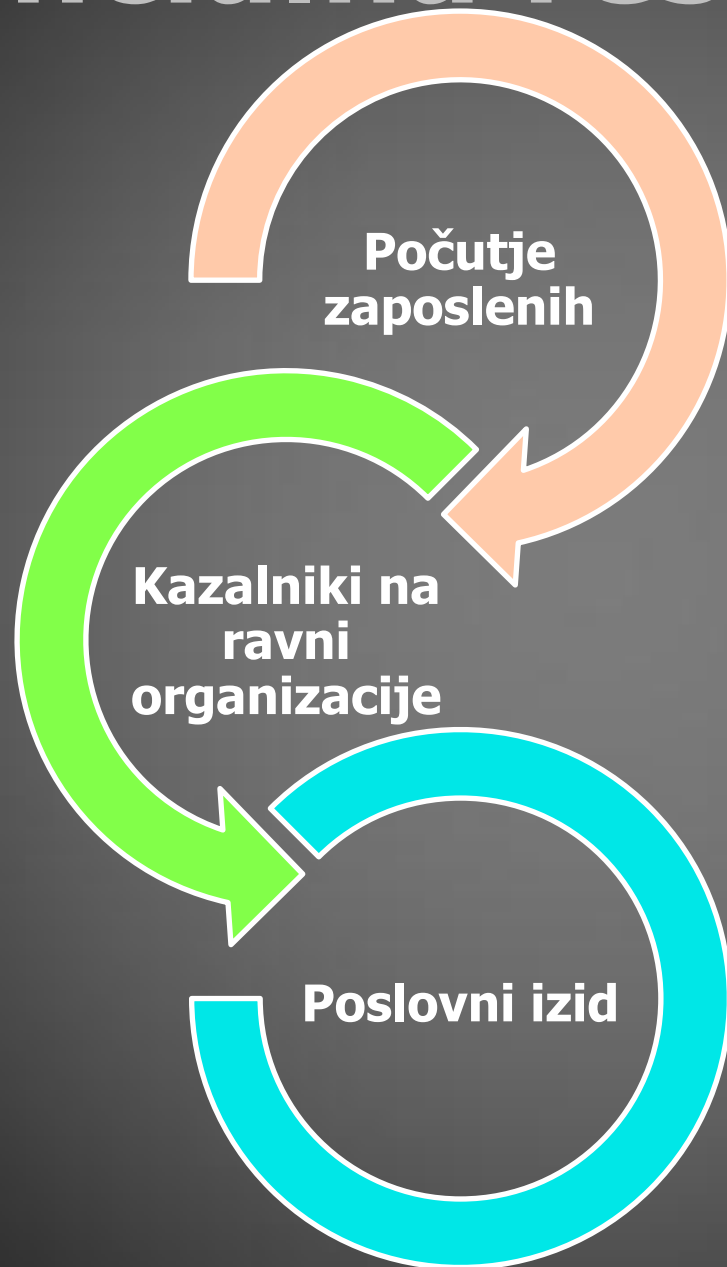 Počutje
zaposlenih
Kazalniki na
ravni
organizacije
Poslovni izid